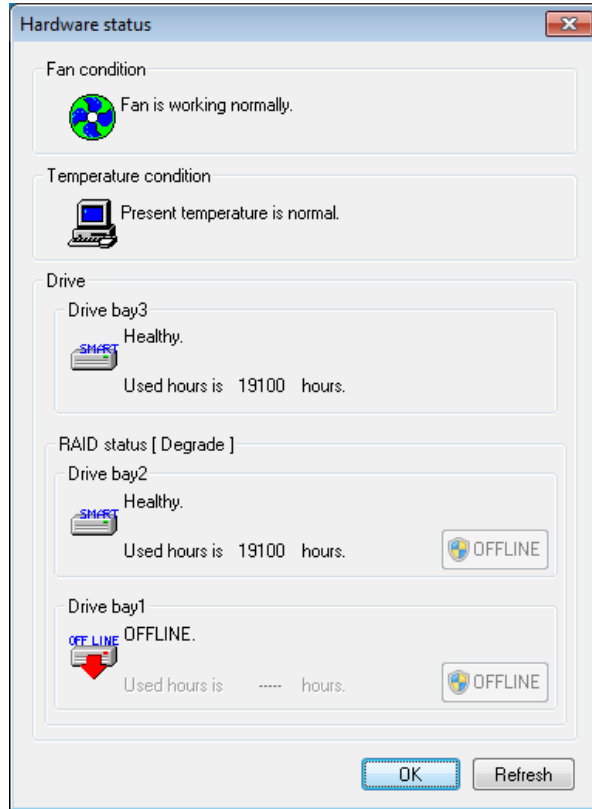 Hardware status
Fan condition
Fan is working normally.
Temperature condition
Present temperature is normal.
Drive
Drive bay3
SMART
Healthy.
Used hours is 19100 hours.
RAID status [ Degrade ]
Drive bay2
SMART
Healthy.
Used hours is 19100 hours.
OFFLINE
Drive bay1
OFF LINE
OFFLINE.
Used hours is ----- hours.
OFFLINE
OK
Refresh